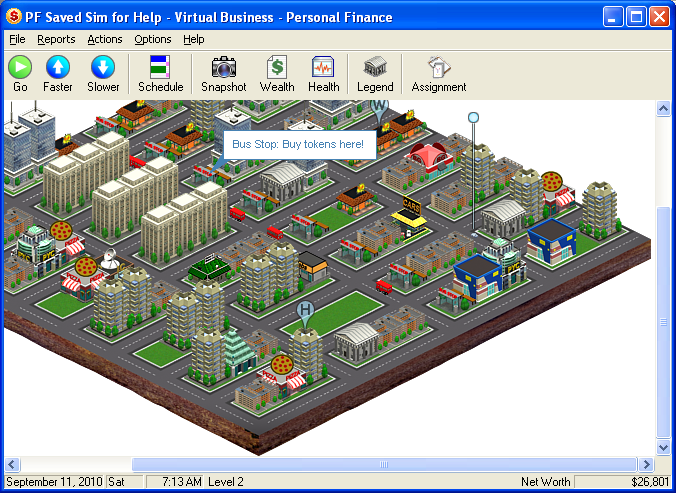 PF Saved Sim for Help - Virtual Business - Personal Finance
File Reports Actions Options Help
Go Faster Slower Schedule Snapshot Wealth Health Legend Assignment
W
Bus Stop: Buy tokens here!
CARS
H
PIZZA
September 11, 2010 Sat 7:13 AM Level 2 Net Worth $26,801